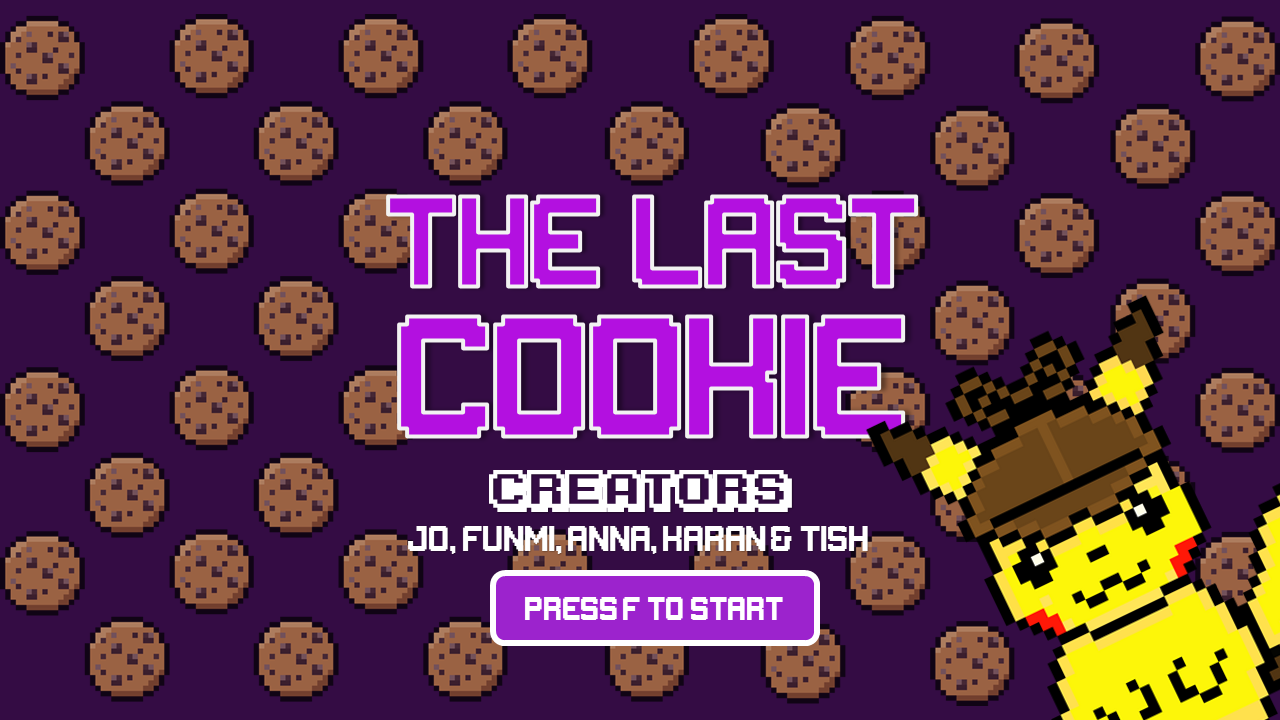 THE LAST
COOKIE
CREATORS
JO, FUNMI, ANNA, KARAN & TISH
PRESS F TO START